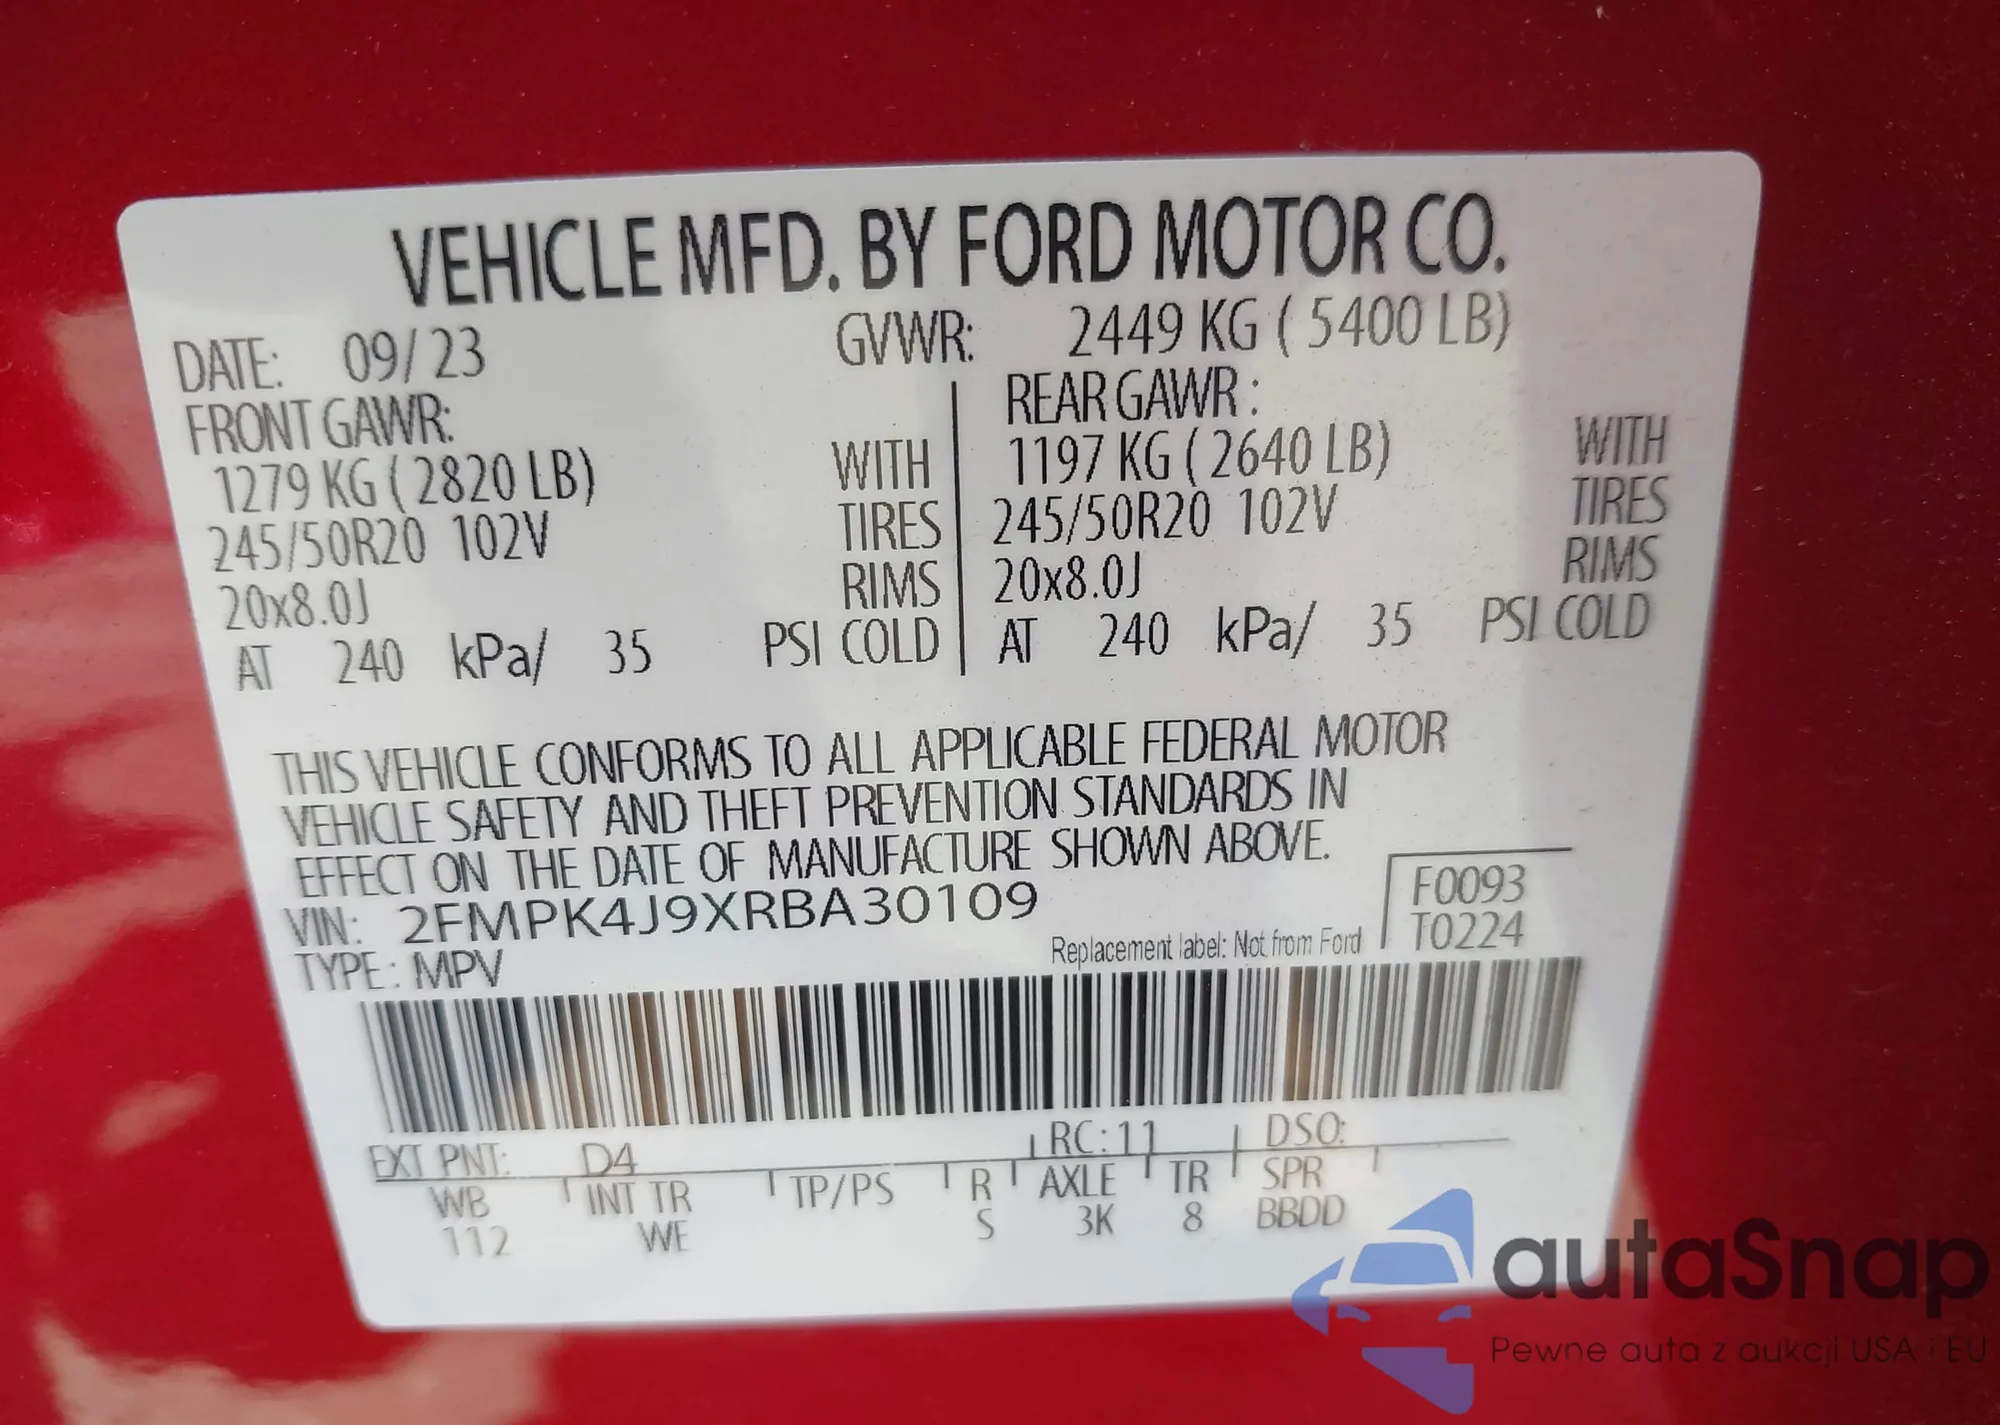 VEHICLE MFD. BY FORD MOTOR CO.
DATE: 09/23 GVWR: 2449 KG ( 5400 LB)
FRONT GAWR: REAR GAWR :
1279 KG ( 2820 LB) WITH 1197 KG ( 2640 LB) WITH
245/50R20 102V TIRES 245/50R20 102V TIRES
20x8.0J RIMS 20x8.0J RIMS
AT 240 kPa/ 35 PSI COLD AT 240 kPa/ 35 PSI COLD
THIS VEHICLE CONFORMS TO ALL APPLICABLE FEDERAL MOTOR
VEHICLE SAFETY AND THEFT PREVENTION STANDARDS IN
EFFECT ON THE DATE OF MANUFACTURE SHOWN ABOVE.
VIN: 2FMPK4J9XRBA30109
F0093
T0224
Replacement label: Not from Ford
TYPE: MPV
EXT PNT: D4 RC: 11 DSO:
WB INT TR TP/PS R AXLE TR SPR
112 WE S 3K 8 BBDD
autaSnap
Pewne auta z aukcji USA i EU